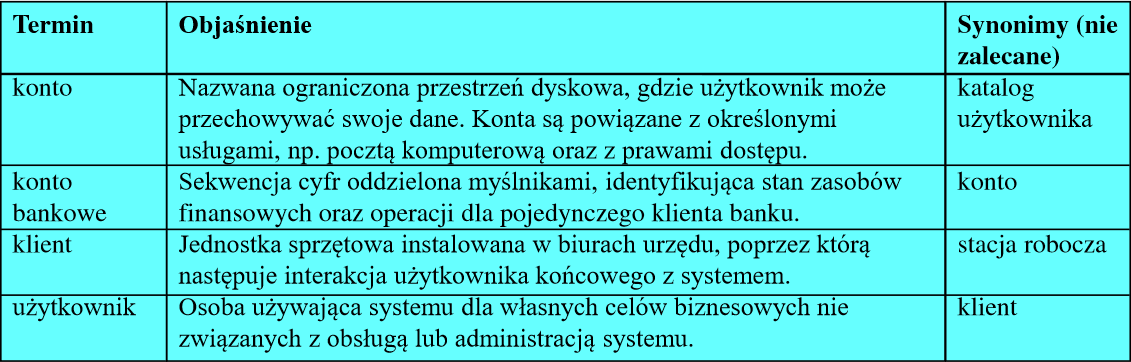 Termin
Objaśnienie
Synonimy (nie
zalecane)
konto
Nazwana ograniczona przestrzeń dyskowa, gdzie użytkownik może
przechowywać swoje dane. Konta są powiązane z określonymi
usługami, np. pocztą komputerową oraz z prawami dostępu.
katalog
użytkownika
konto
bankowe
Sekwencja cyfr oddzielona myślnikami, identyfikująca stan zasobów
finansowych oraz operacji dla pojedynczego klienta banku.
konto
klient
Jednostka sprzętowa instalowana w biurach urzędu, poprzez którą
następuje interakcja użytkownika końcowego z systemem.
stacja robocza
użytkownik
Osoba używająca systemu dla własnych celów biznesowych nie
związanych z obsługą lub administracją systemu.
klient